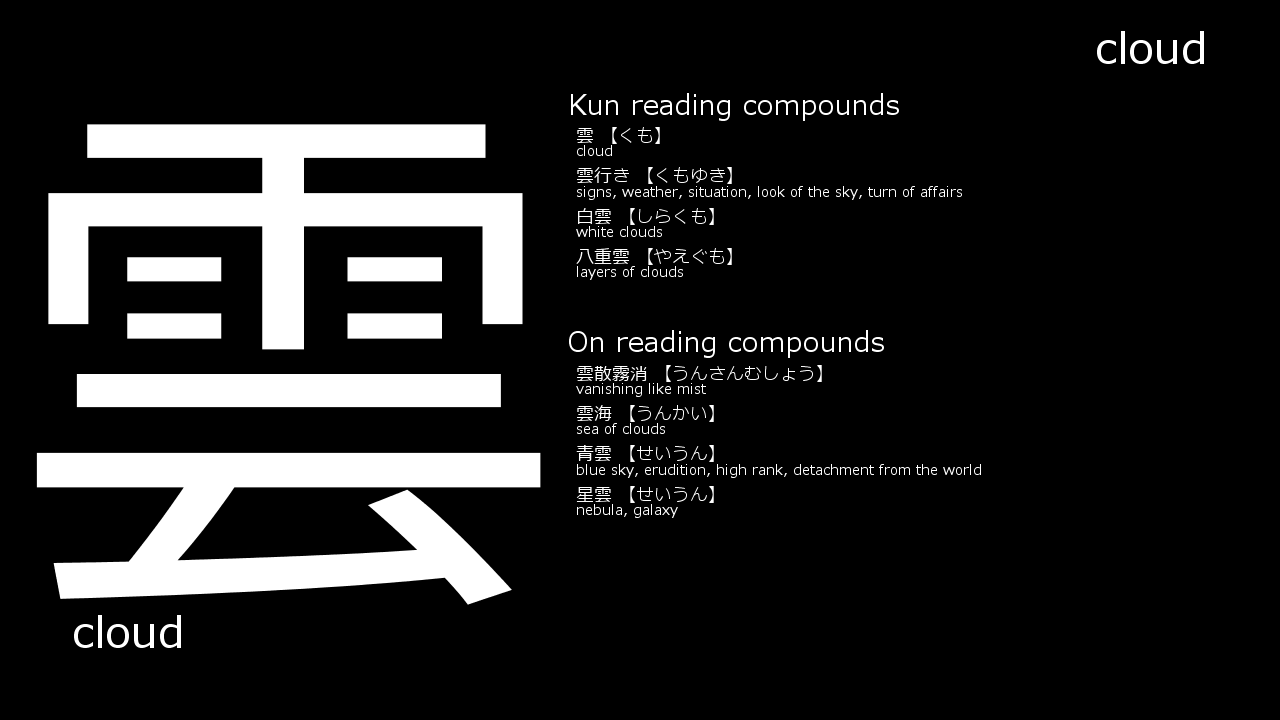 cloud
雲
cloud
Kun reading compounds
雲 【くも】
cloud
雲行き 【くもゆき】
signs, weather, situation, look of the sky, turn of affairs
白雲 【しらくも】
white clouds
八重雲 【やえぐも】
layers of clouds
On reading compounds
雲散霧消 【うんさんむしょう】
vanishing like mist
雲海 【うんかい】
sea of clouds
青雲 【せいうん】
blue sky, erudition, high rank, detachment from the world
星雲 【せいうん】
nebula, galaxy